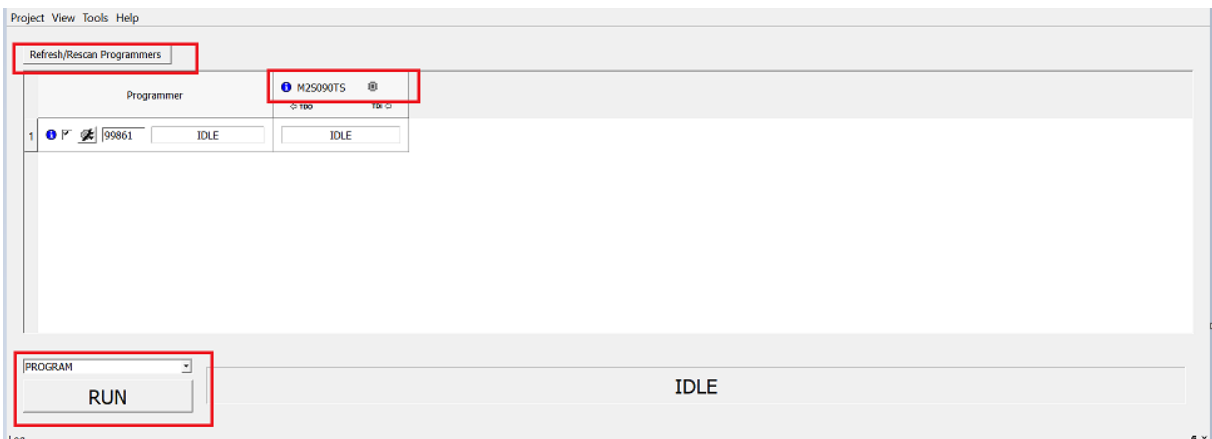 Project View Tools Help
Refresh/Rescan Programmers
Programmer
M2S090TS
TDO TDI
1 99861 IDLE IDLE
PROGRAM
RUN
IDLE